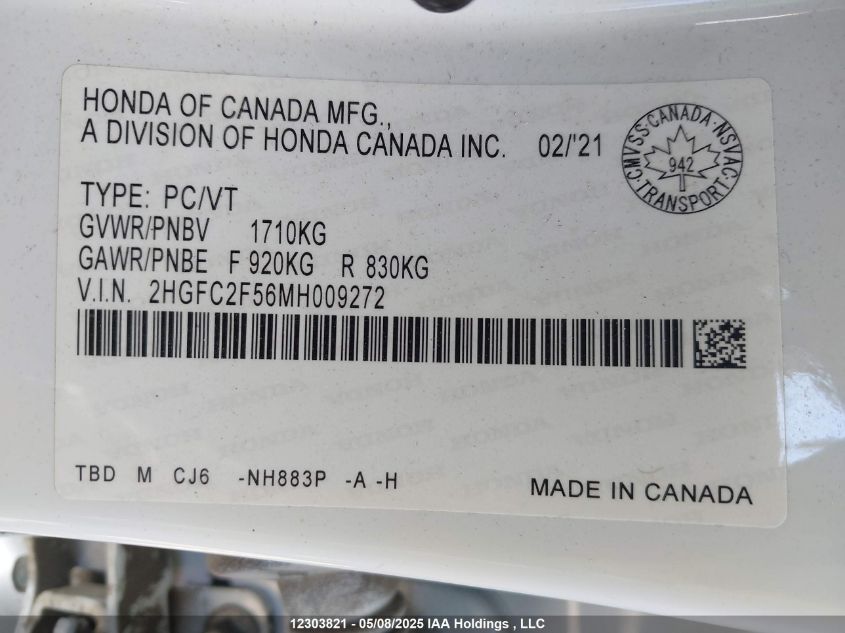 HONDA OF CANADA MFG.,
A DIVISION OF HONDA CANADA INC. 02/'21
CMVSS·CANADA·NSVAC·TRANSPORT·
942
TYPE: PC/VT
GVWR/PNBV 1710KG
GAWR/PNBE F 920KG R 830KG
V.I.N. 2HGFC2F56MH009272
TBD M CJ6 -NH883P -A -H
MADE IN CANADA
12303821 - 05/08/2025 IAA Holdings , LLC